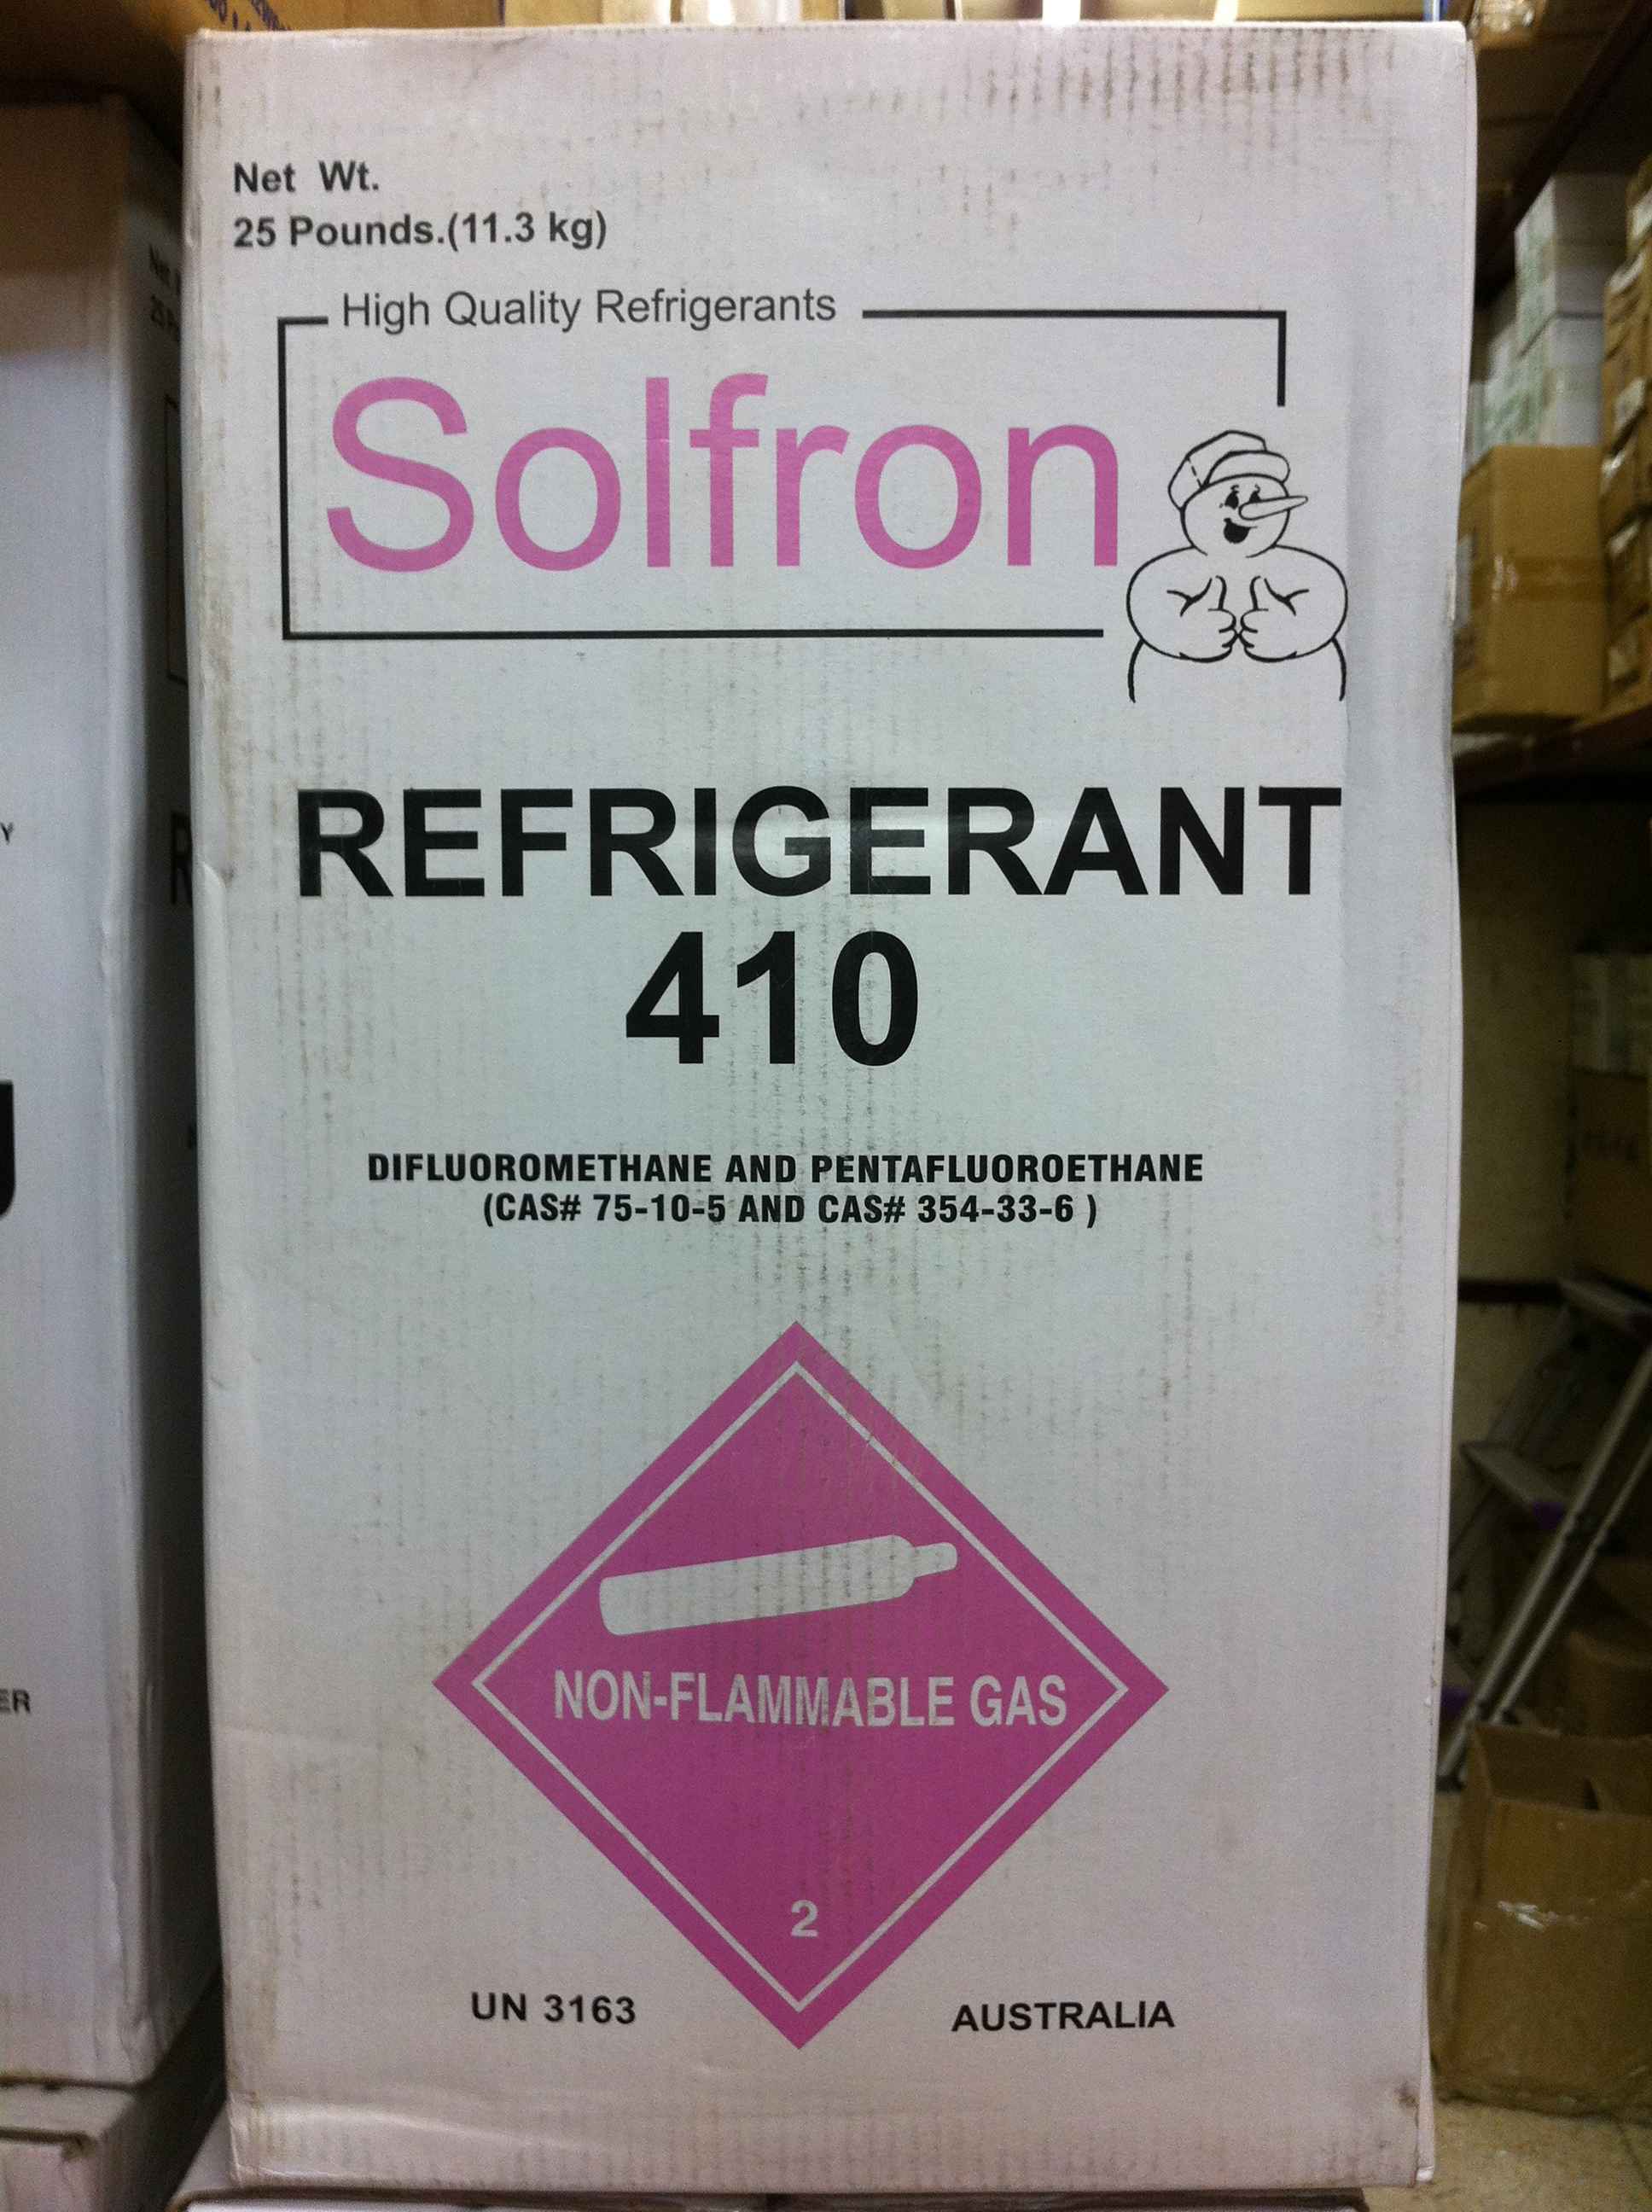 Net Wt.
25 Pounds.(11.3 kg)
High Quality Refrigerants
Solfron
REFRIGERANT
410
DIFLUOROMETHANE AND PENTAFLUOROETHANE
(CAS# 75-10-5 AND CAS# 354-33-6 )
NON-FLAMMABLE GAS
2
UN 3163
AUSTRALIA